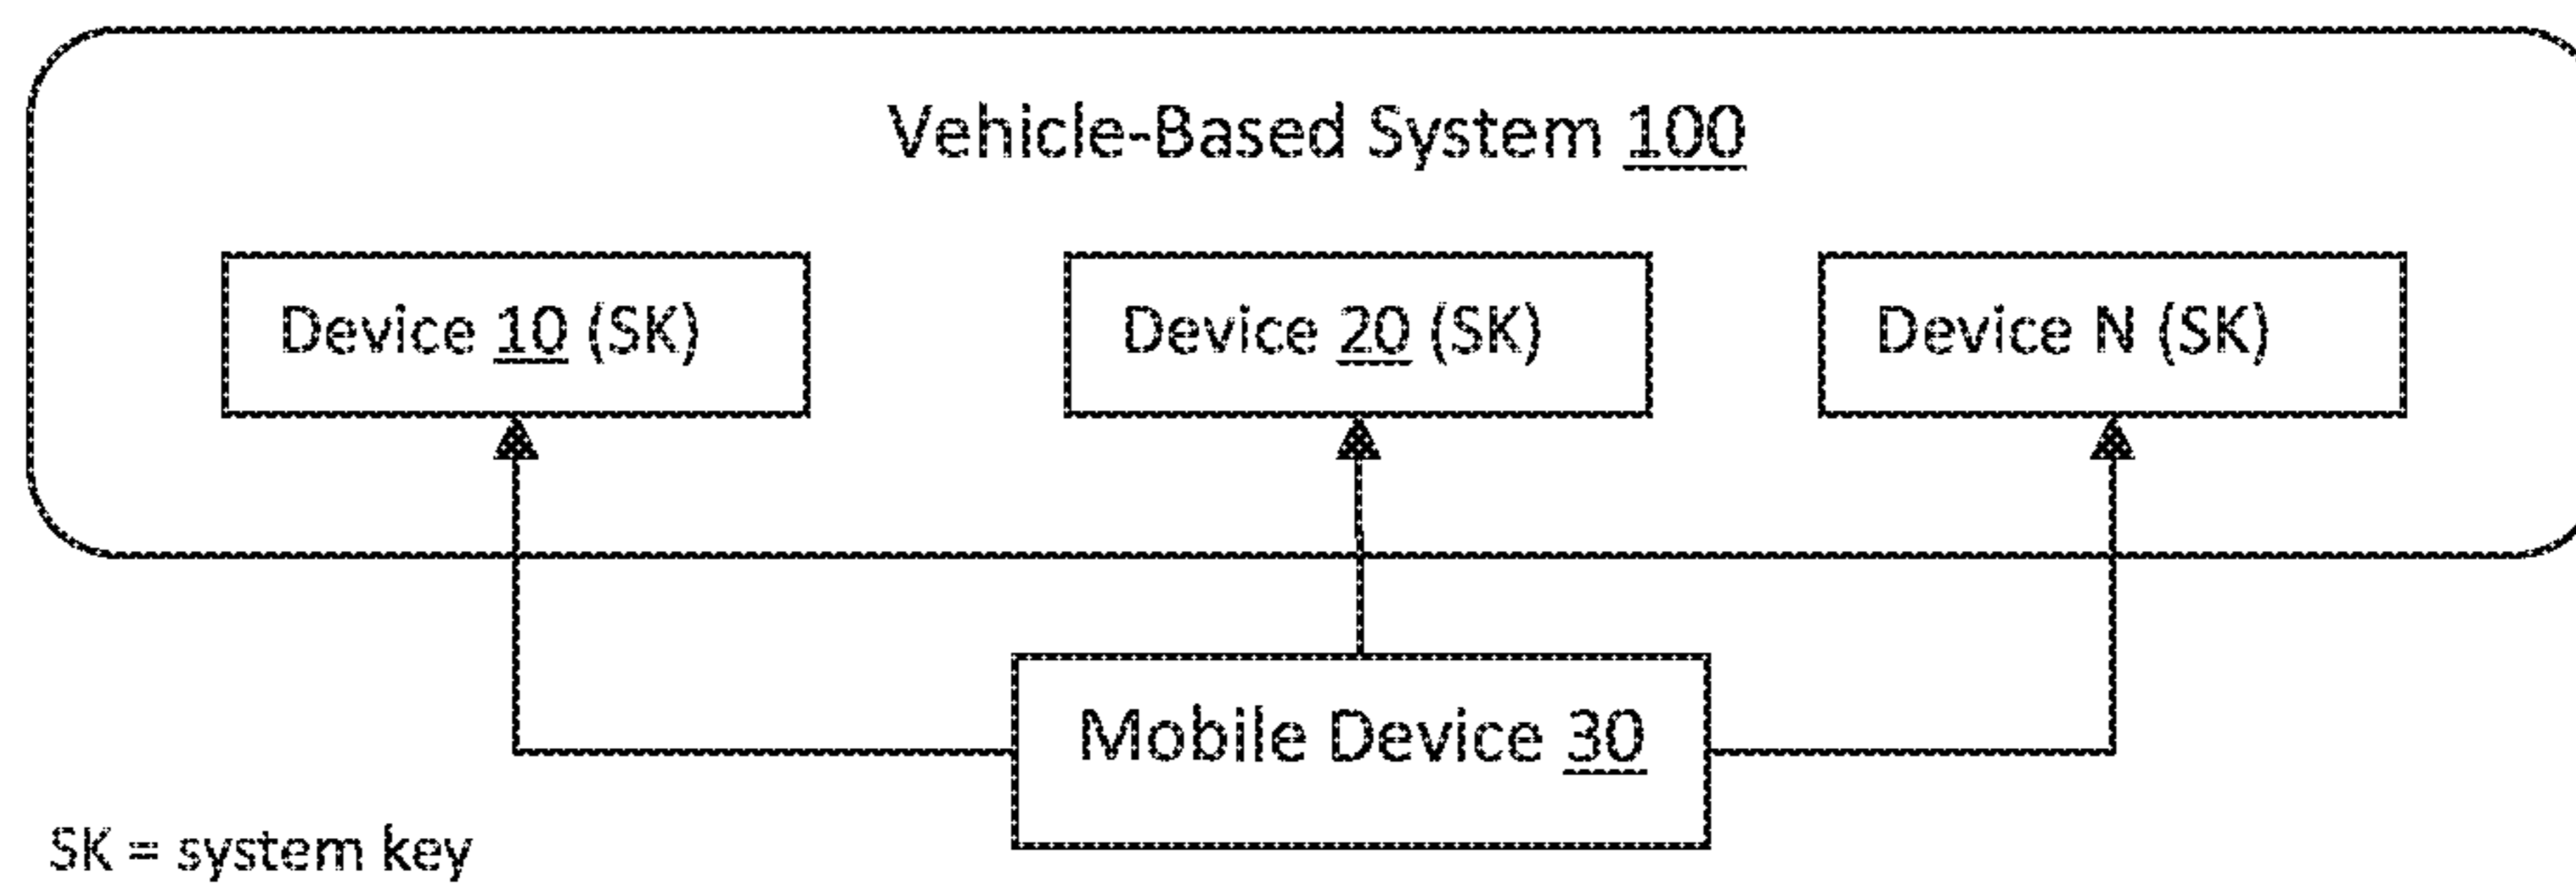 Vehicle-Based System 100
Device 10 (SK)
Device 20 (SK)
Device N (SK)
Mobile Device 30
SK = system key